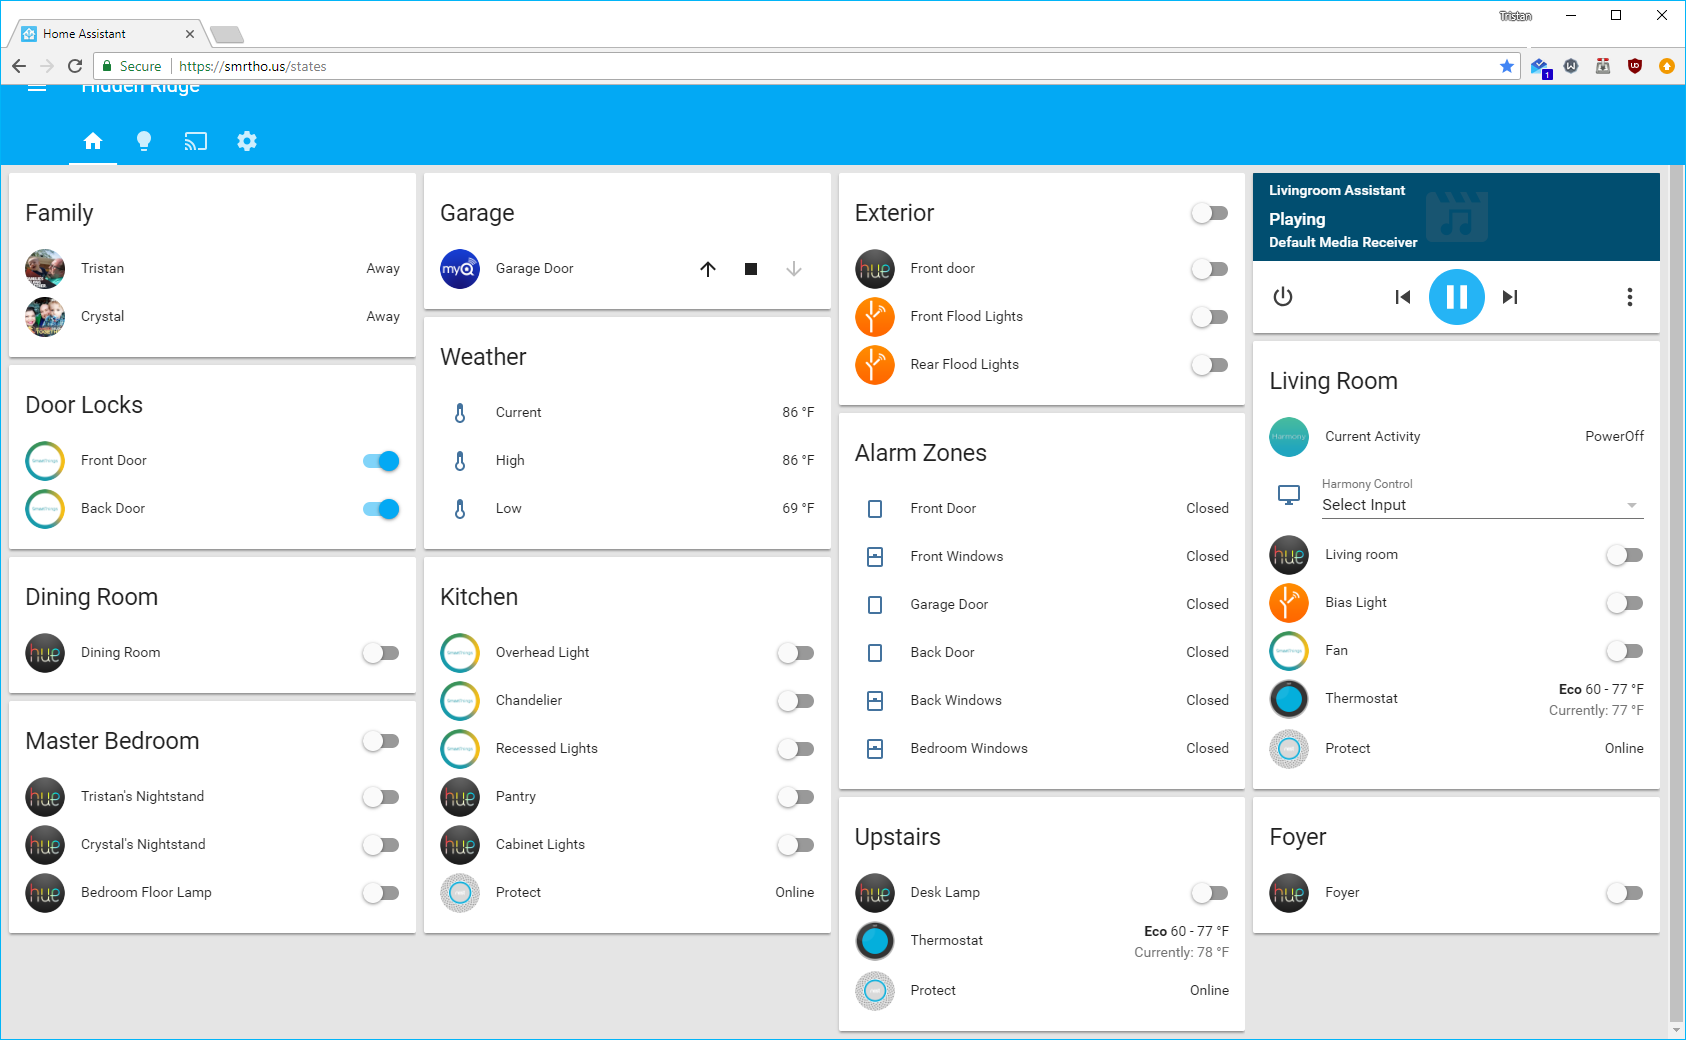 Tristan
Home Assistant
Secure
https://smrtho.us/states
1
Hidden Ridge
Family
Tristan
Away
Crystal
Away
Door Locks
Front Door
Back Door
Dining Room
hue
Dining Room
Master Bedroom
hue
Tristan's Nightstand
hue
Crystal's Nightstand
hue
Bedroom Floor Lamp
Garage
myQ
Garage Door
Weather
Current
86 °F
High
86 °F
Low
69 °F
Kitchen
Overhead Light
Chandelier
Recessed Lights
hue
Pantry
hue
Cabinet Lights
Protect
Online
Exterior
hue
Front door
Front Flood Lights
Rear Flood Lights
Alarm Zones
Front Door
Closed
Front Windows
Closed
Garage Door
Closed
Back Door
Closed
Back Windows
Closed
Bedroom Windows
Closed
Upstairs
hue
Desk Lamp
Thermostat
Eco 60 - 77 °F
Currently: 78 °F
Protect
Online
Livingroom Assistant
Playing
Default Media Receiver
Living Room
Harmony
Current Activity
PowerOff
Harmony Control
Select Input
hue
Living room
Bias Light
Fan
Thermostat
Eco 60 - 77 °F
Currently: 77 °F
Protect
Online
Foyer
hue
Foyer